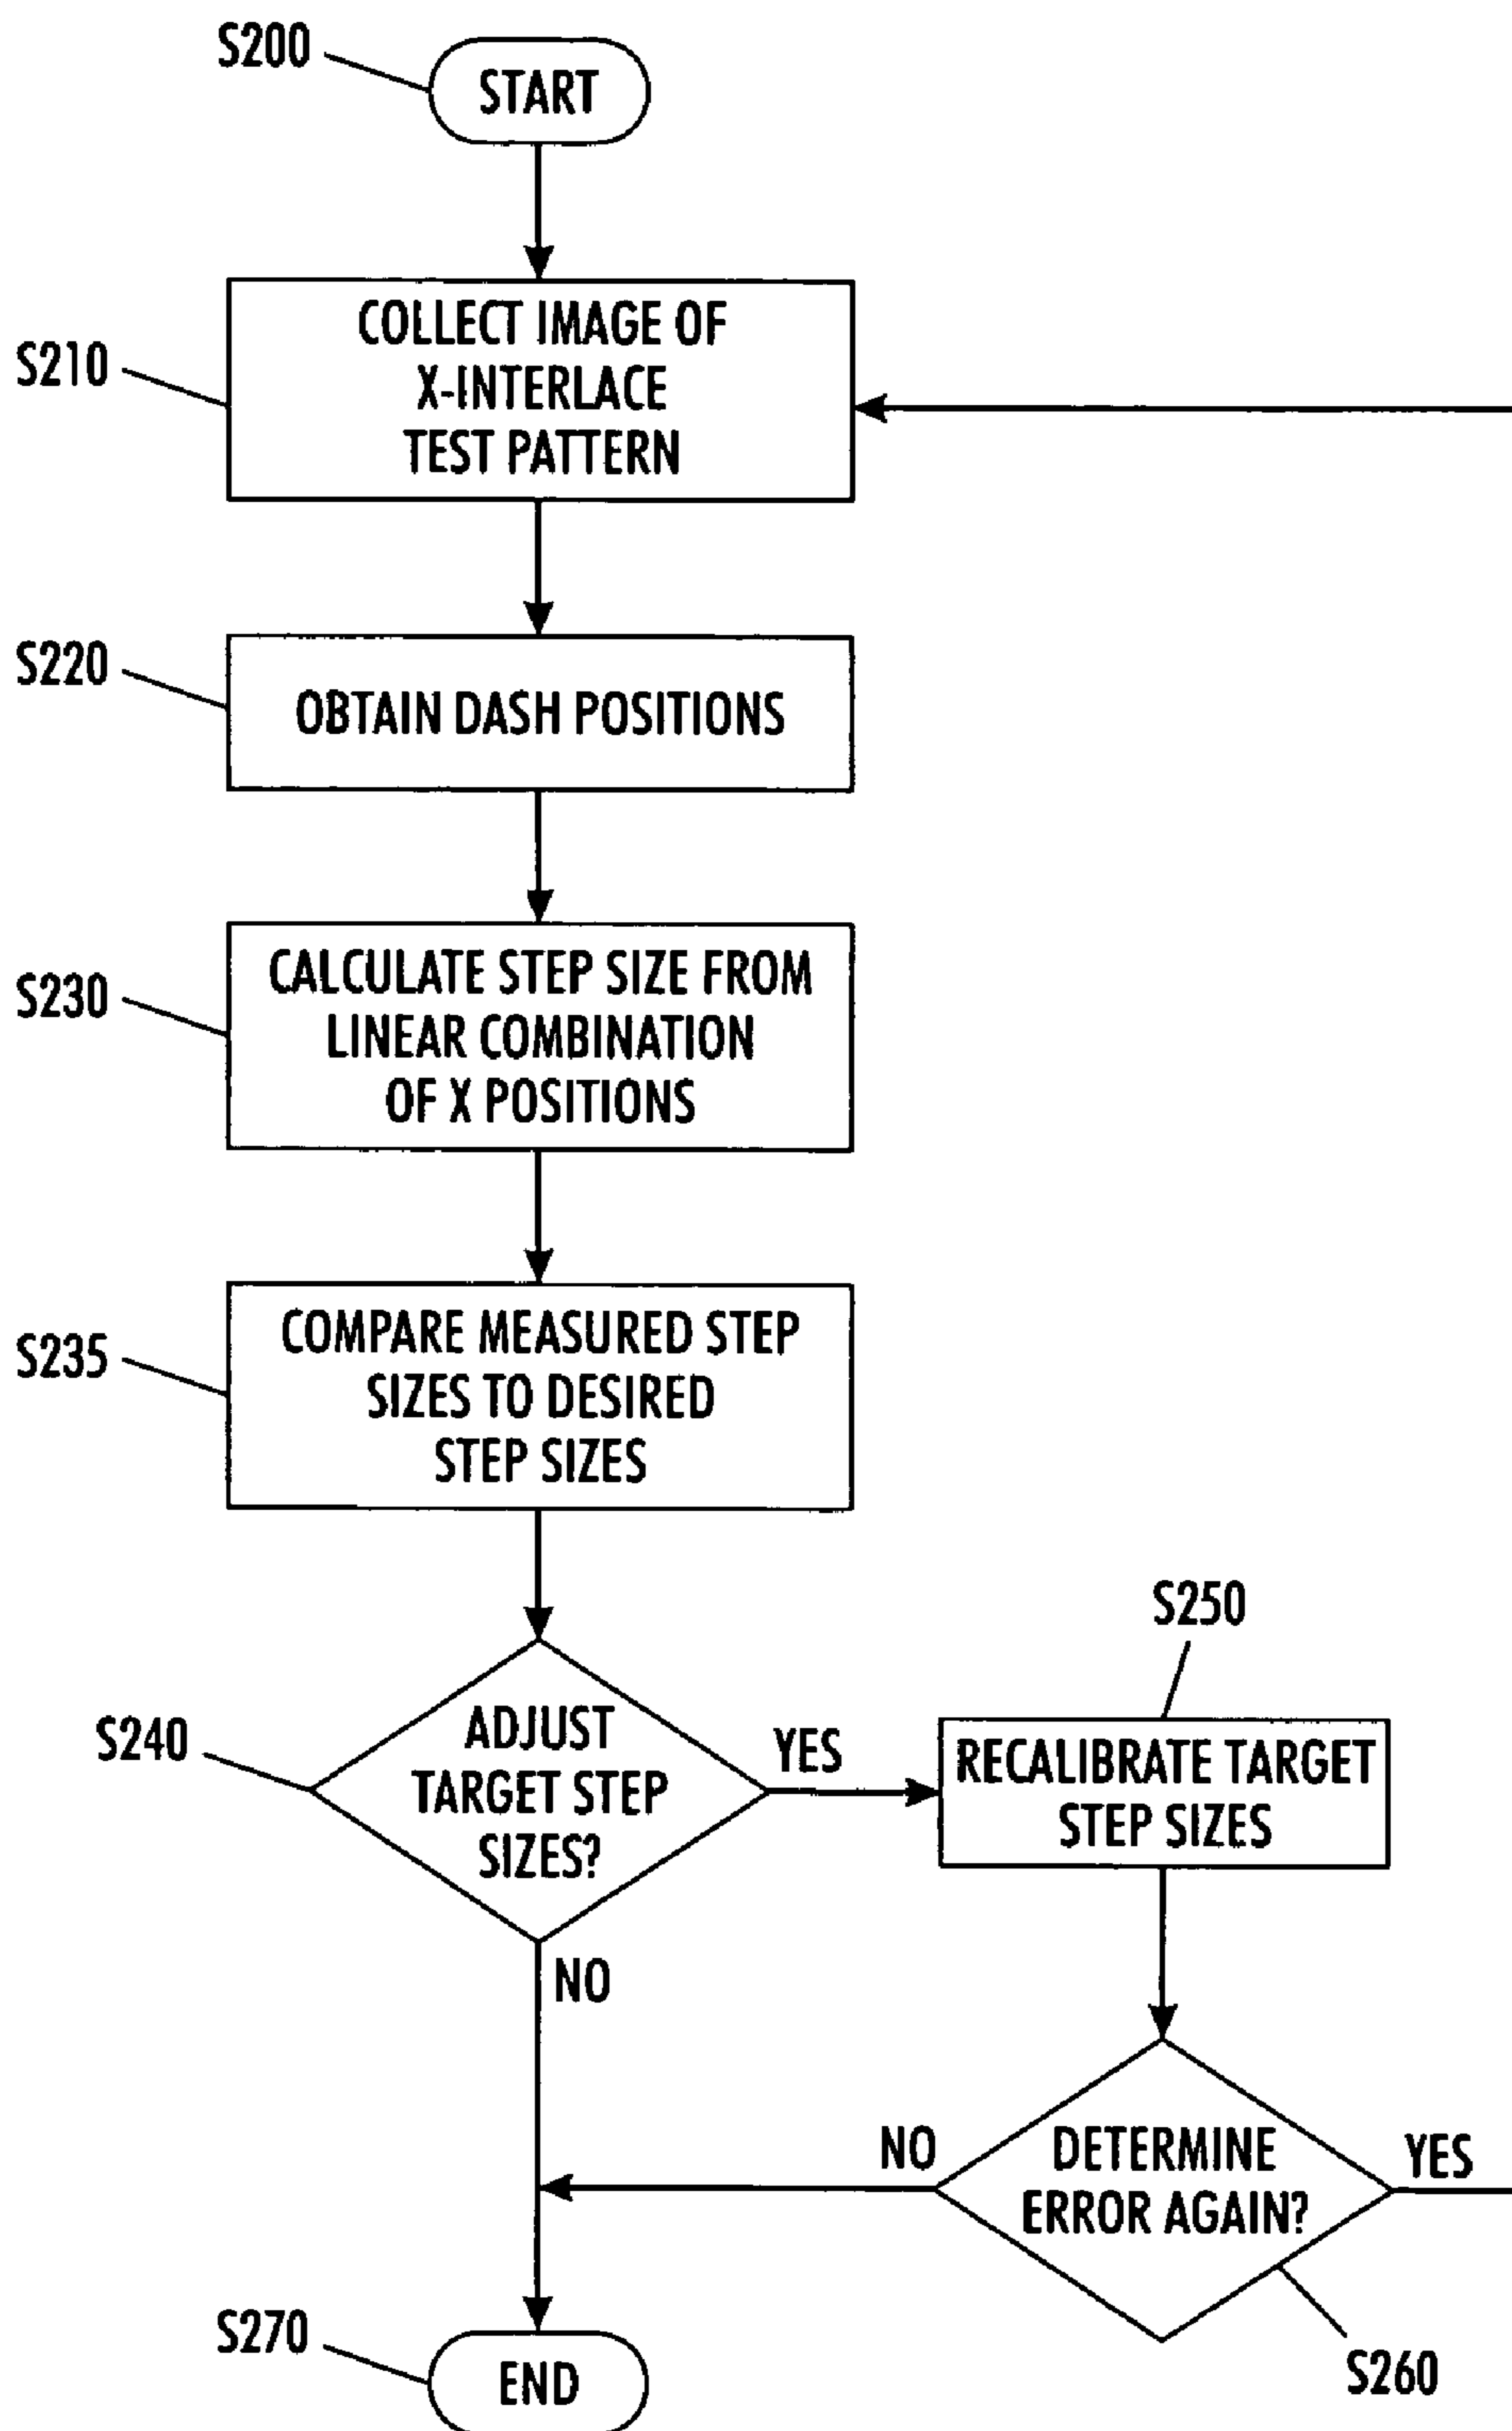 S200
START
S210
COLLECT IMAGE OF
X-INTERLACE
TEST PATTERN
S220
OBTAIN DASH POSITIONS
S230
CALCULATE STEP SIZE FROM
LINEAR COMBINATION
OF X POSITIONS
S235
COMPARE MEASURED STEP
SIZES TO DESIRED
STEP SIZES
S240
ADJUST
TARGET STEP
SIZES?
YES
NO
S250
RECALIBRATE TARGET
STEP SIZES
DETERMINE
ERROR AGAIN?
NO
YES
S260
S270
END